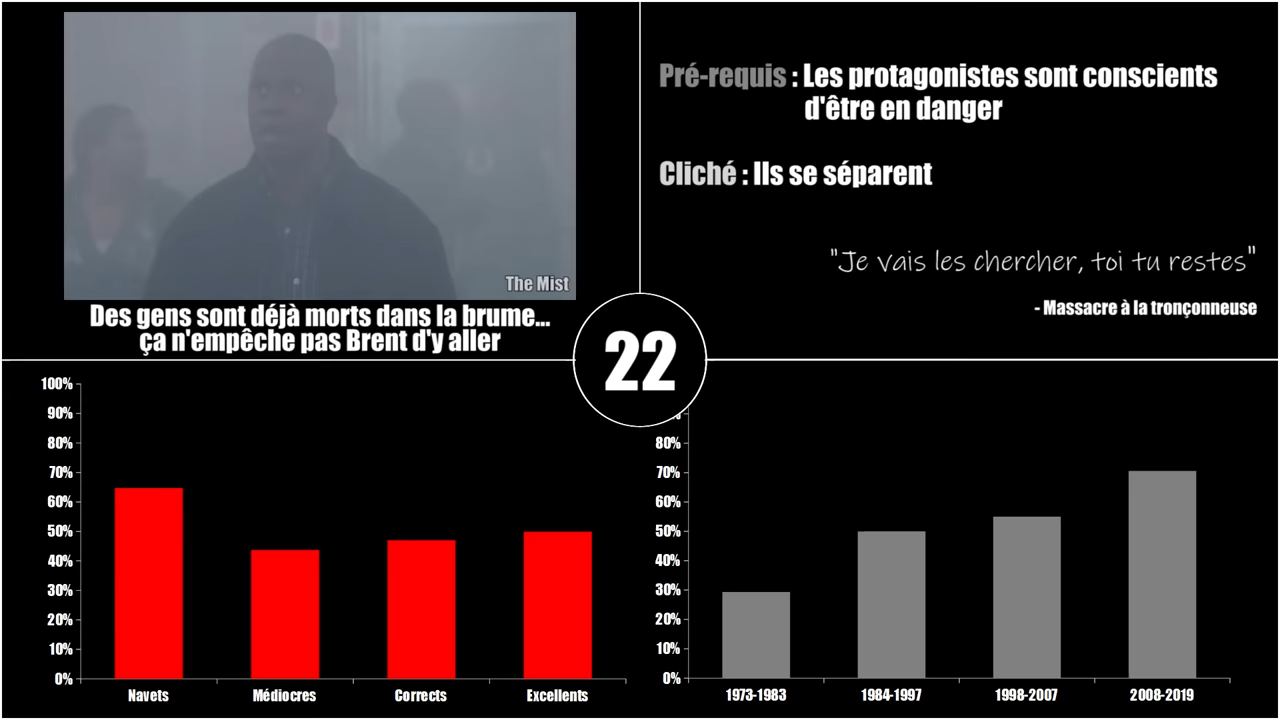 The Mist
Des gens sont déjà morts dans la brume...
ça n'empêche pas Brent d'y aller
Pré-requis : Les protagonistes sont conscients
d'être en danger
Cliché : Ils se séparent
"Je vais les chercher, toi tu restes"
- Massacre à la tronçonneuse
22
100%
90%
80%
70%
60%
50%
40%
30%
20%
10%
0%
Navets Médiocres Corrects Excellents
80%
70%
60%
50%
40%
30%
20%
10%
0%
1973-1983 1984-1997 1998-2007 2008-2019